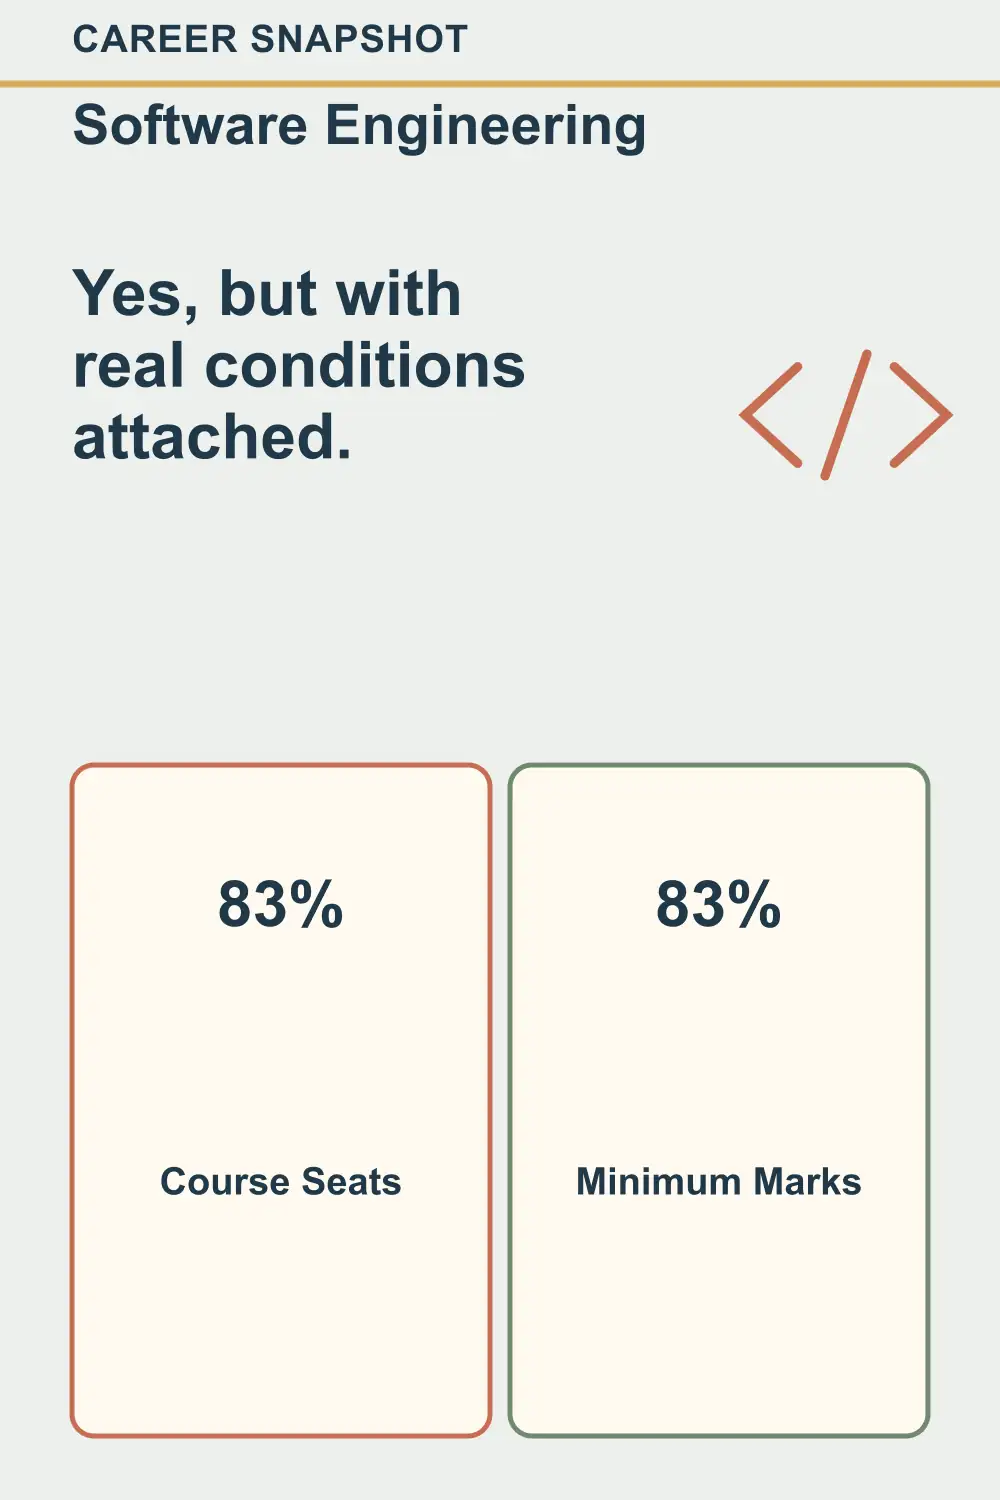 CAREER SNAPSHOT
Software Engineering
Yes, but with
real conditions
attached.
83%
Course Seats
83%
Minimum Marks